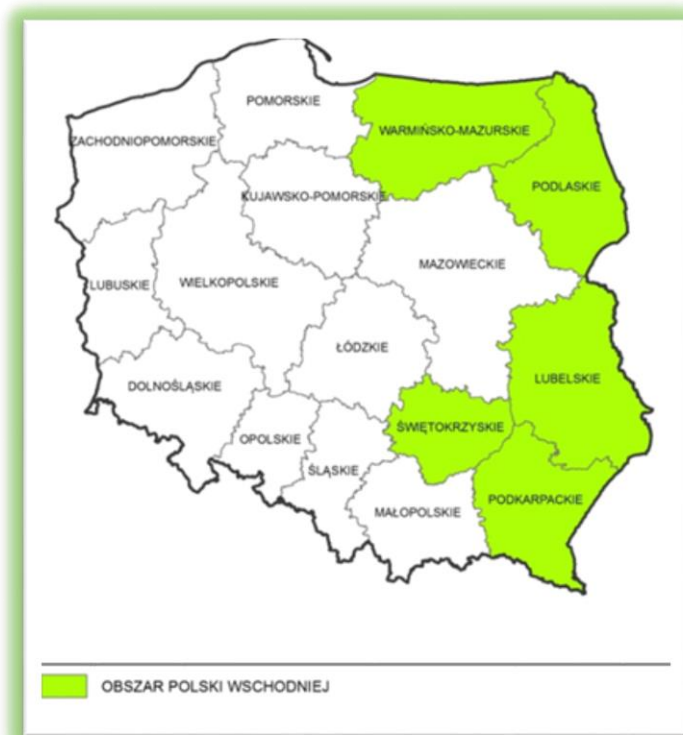 POMORSKIE
WARMIŃSKO-MAZURSKIE
ZACHODNIOPOMORSKIE
PODLASKIE
KUJAWSKO-POMORSKIE
MAZOWIECKIE
LUBUSKIE
WIELKOPOLSKIE
ŁÓDZKIE
LUBELSKIE
DOLNOŚLĄSKIE
ŚWIĘTOKRZYSKIE
OPOLSKIE
ŚLĄSKIE
PODKARPACKIE
MAŁOPOLSKIE
OBSZAR POLSKI WSCHODNIEJ